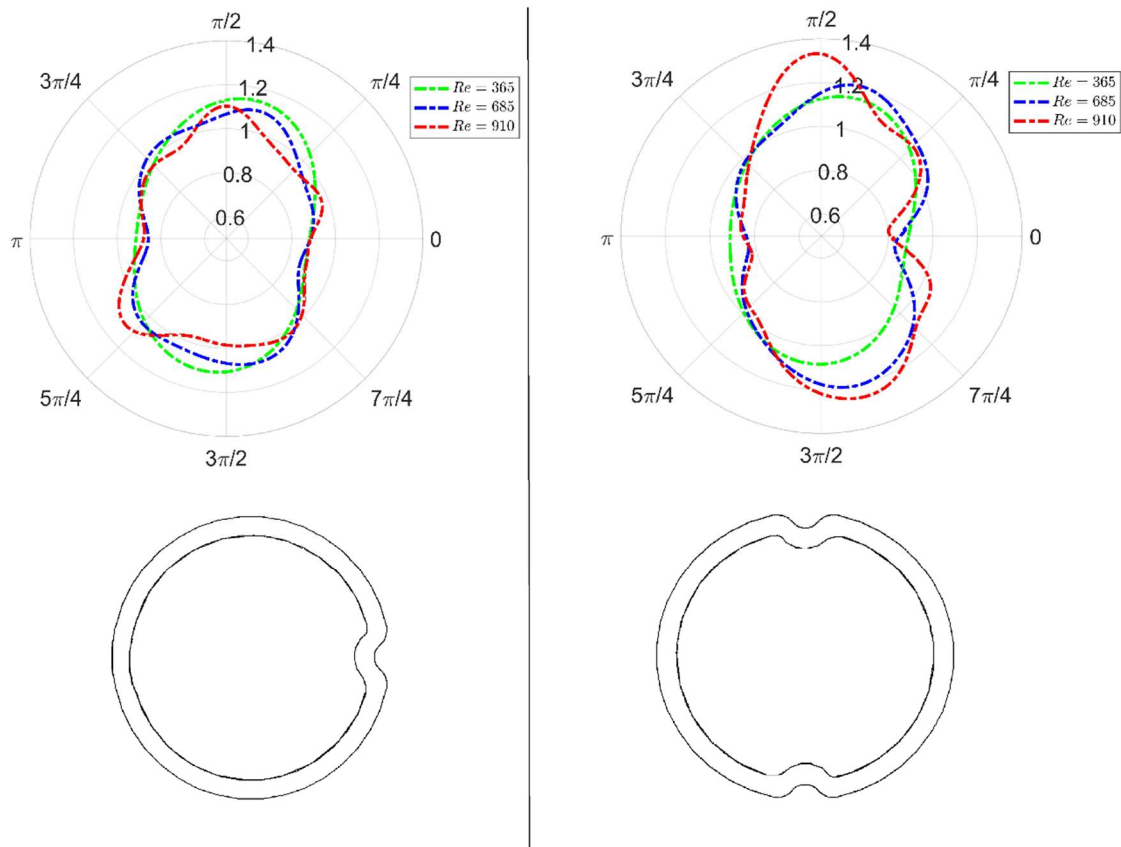 π/2
1.4
3π/4
π/4
1.2
1
0.8
0.6
π
0
5π/4
7π/4
3π/2
Re = 365
Re = 685
Re = 910
π/2
1.4
3π/4
π/4
1.2
1
0.8
0.6
π
0
5π/4
7π/4
3π/2
Re = 365
Re = 685
Re = 910